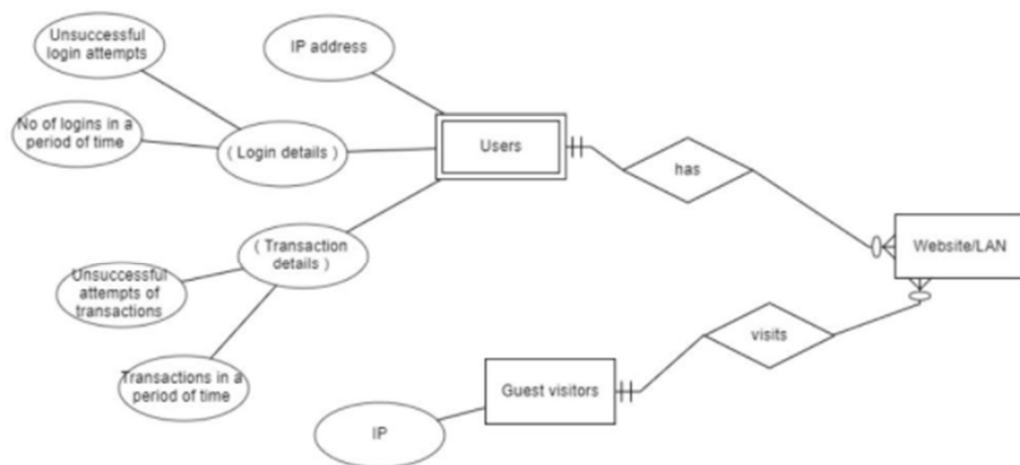 Unsuccessful
login attempts
IP address
No of logins in a
period of time
( Login details )
Users
has
( Transaction
details )
Website/LAN
Unsuccessful
attempts of
transactions
visits
Transactions in a
period of time
Guest visitors
IP